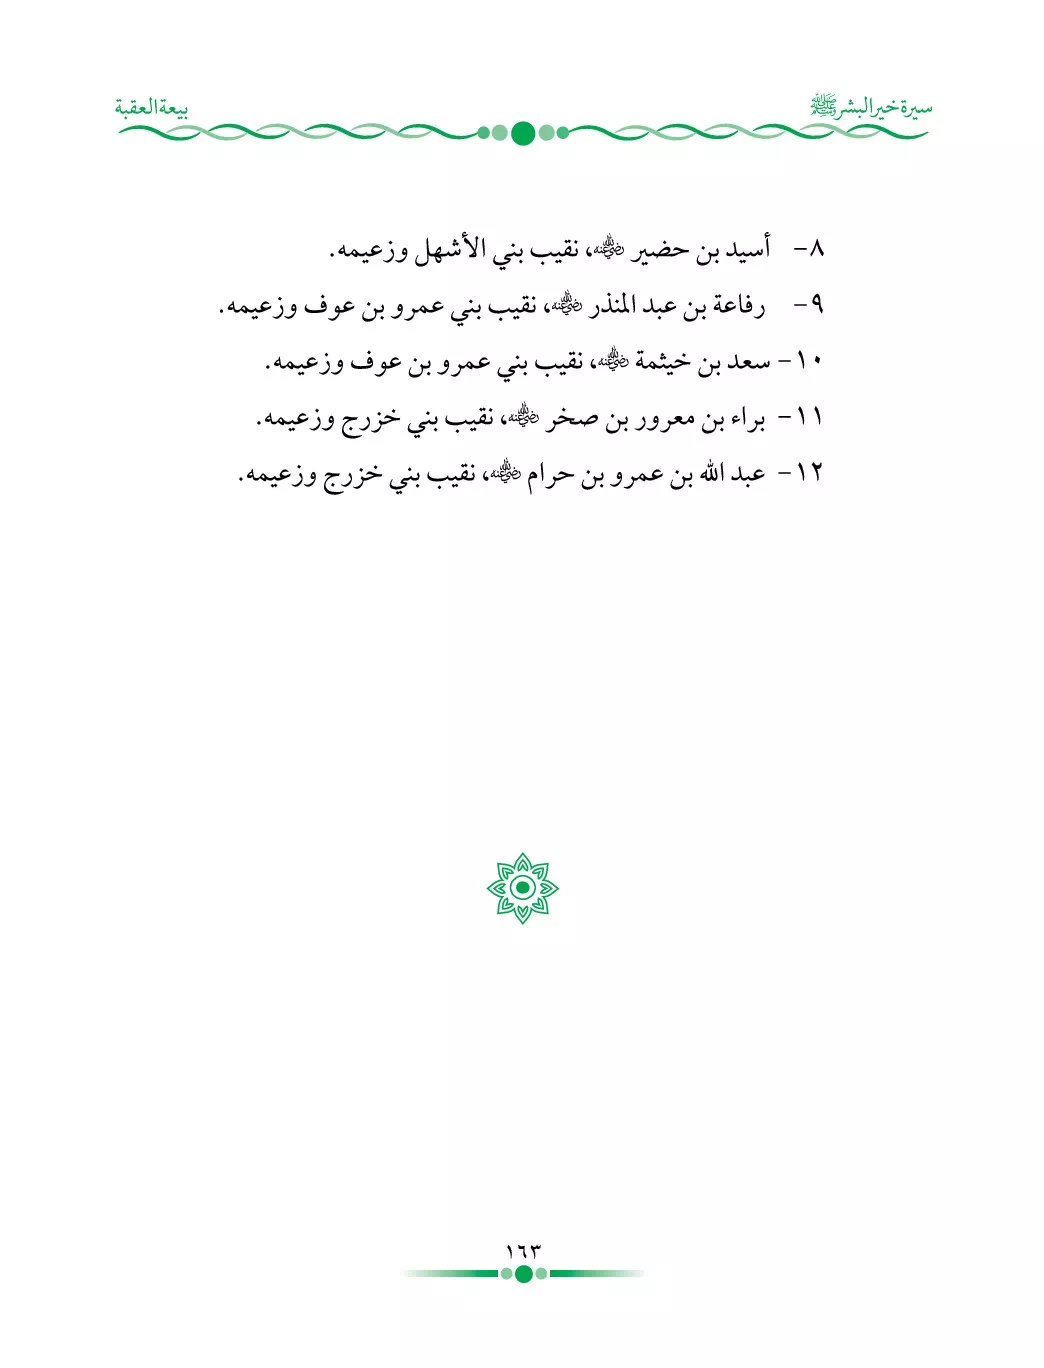 سيرة خير البشر ﷺ
بيعة العقبة
٨- أسيد بن حضير رضي الله عنه، نقيب بني الأشهل وزعيمه.
٩- رفاعة بن عبد المنذر رضي الله عنه، نقيب بني عمرو بن عوف وزعيمه.
١٠- سعد بن خيثمة رضي الله عنه، نقيب بني عمرو بن عوف وزعيمه.
١١- براء بن معرور بن صخر رضي الله عنه، نقيب بني خزرج وزعيمه.
١٢- عبد الله بن عمرو بن حرام رضي الله عنه، نقيب بني خزرج وزعيمه.
١٦٣